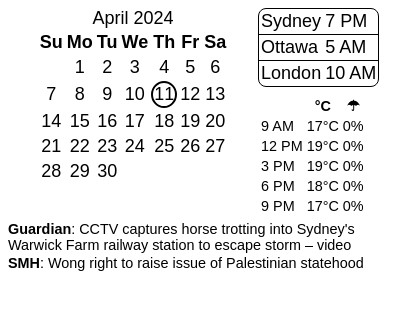 April 2024
Su Mo Tu We Th Fr Sa
1 2 3 4 5 6
7 8 9 10 11 12 13
14 15 16 17 18 19 20
21 22 23 24 25 26 27
28 29 30
Sydney 7 PM
Ottawa 5 AM
London 10 AM
°C ☂
9 AM 17°C 0%
12 PM 19°C 0%
3 PM 19°C 0%
6 PM 18°C 0%
9 PM 17°C 0%
Guardian: CCTV captures horse trotting into Sydney's
Warwick Farm railway station to escape storm – video
SMH: Wong right to raise issue of Palestinian statehood